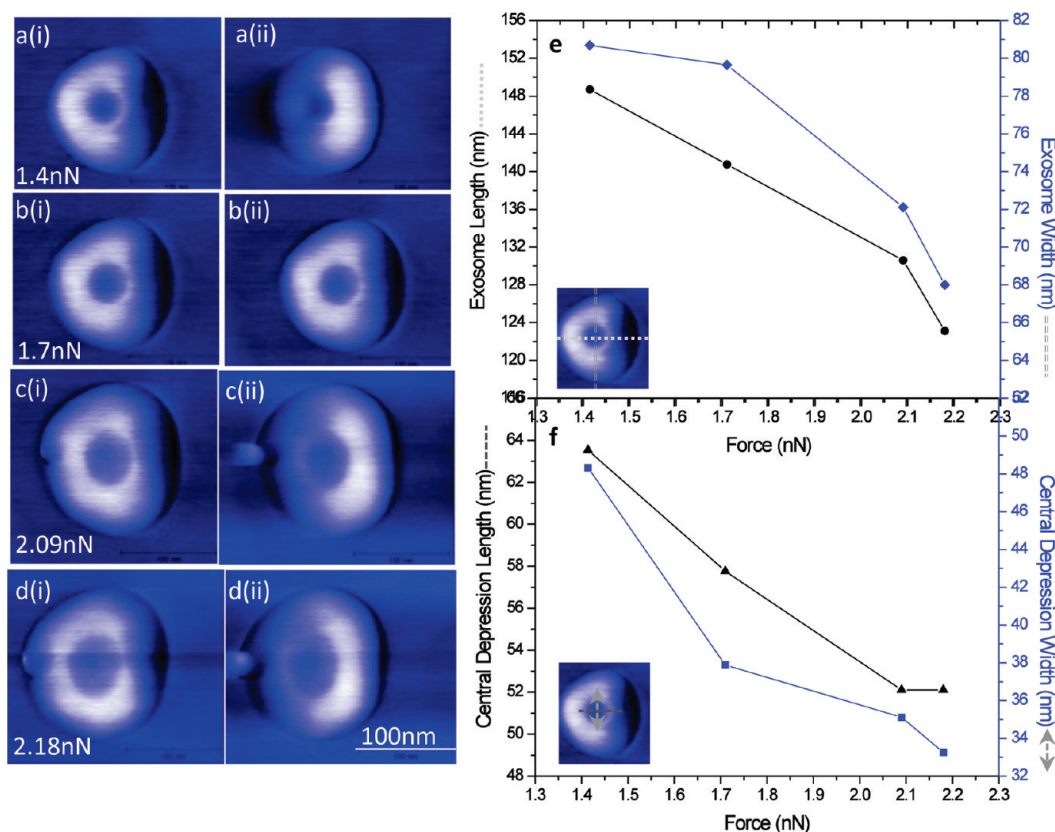 a(i)
a(ii)
1.4nN
b(i)
b(ii)
1.7nN
c(i)
c(ii)
2.09nN
d(i)
d(ii)
2.18nN
100nm
e
Exosome Length (nm)
156
152
148
144
140
136
132
128
124
120
116
82
80
78
76
74
72
70
68
66
64
62
Exosome Width (nm)
1.3 1.4 1.5 1.6 1.7 1.8 1.9 2.0 2.1 2.2 2.3
Force (nN)
f
Central Depression Length (nm)
64
62
60
58
56
54
52
50
48
50
48
46
44
42
40
38
36
34
32
Central Depression Width (nm)
1.3 1.4 1.5 1.6 1.7 1.8 1.9 2.0 2.1 2.2 2.3
Force (nN)